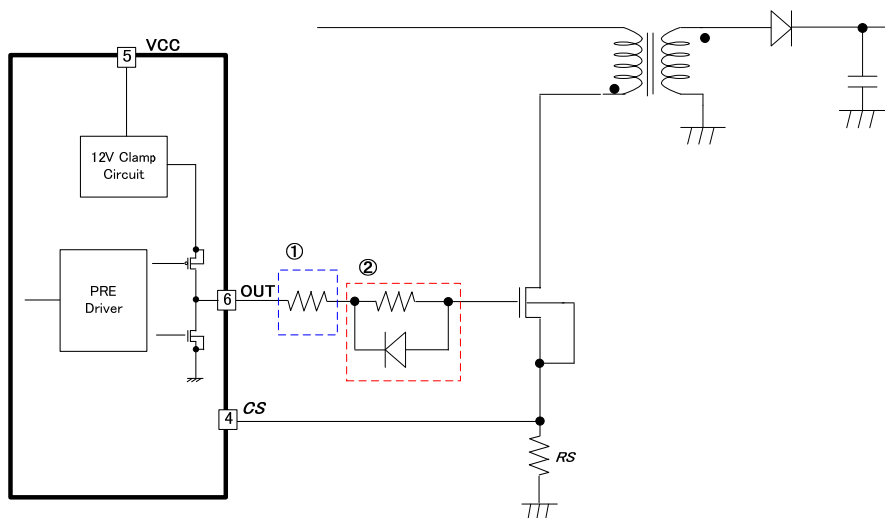 5
VCC
12V Clamp
Circuit
①
②
PRE
Driver
6
OUT
4
CS
RS